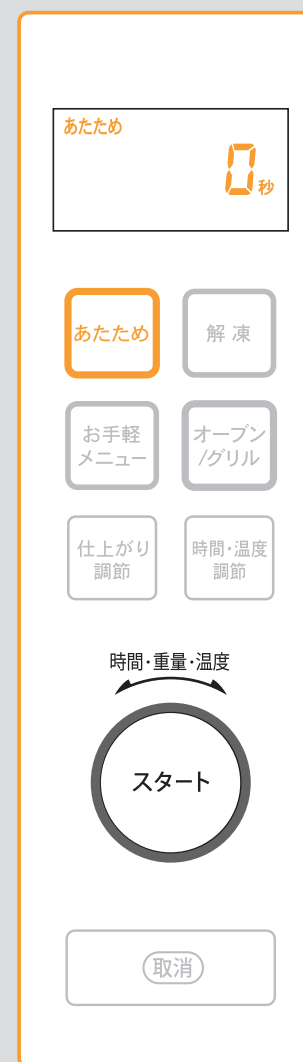 あたため
0秒
あたため
解凍
お手軽
メニュー
オーブン
/グリル
仕上がり
調節
時間・温度
調節
時間・重量・温度
スタート
取消